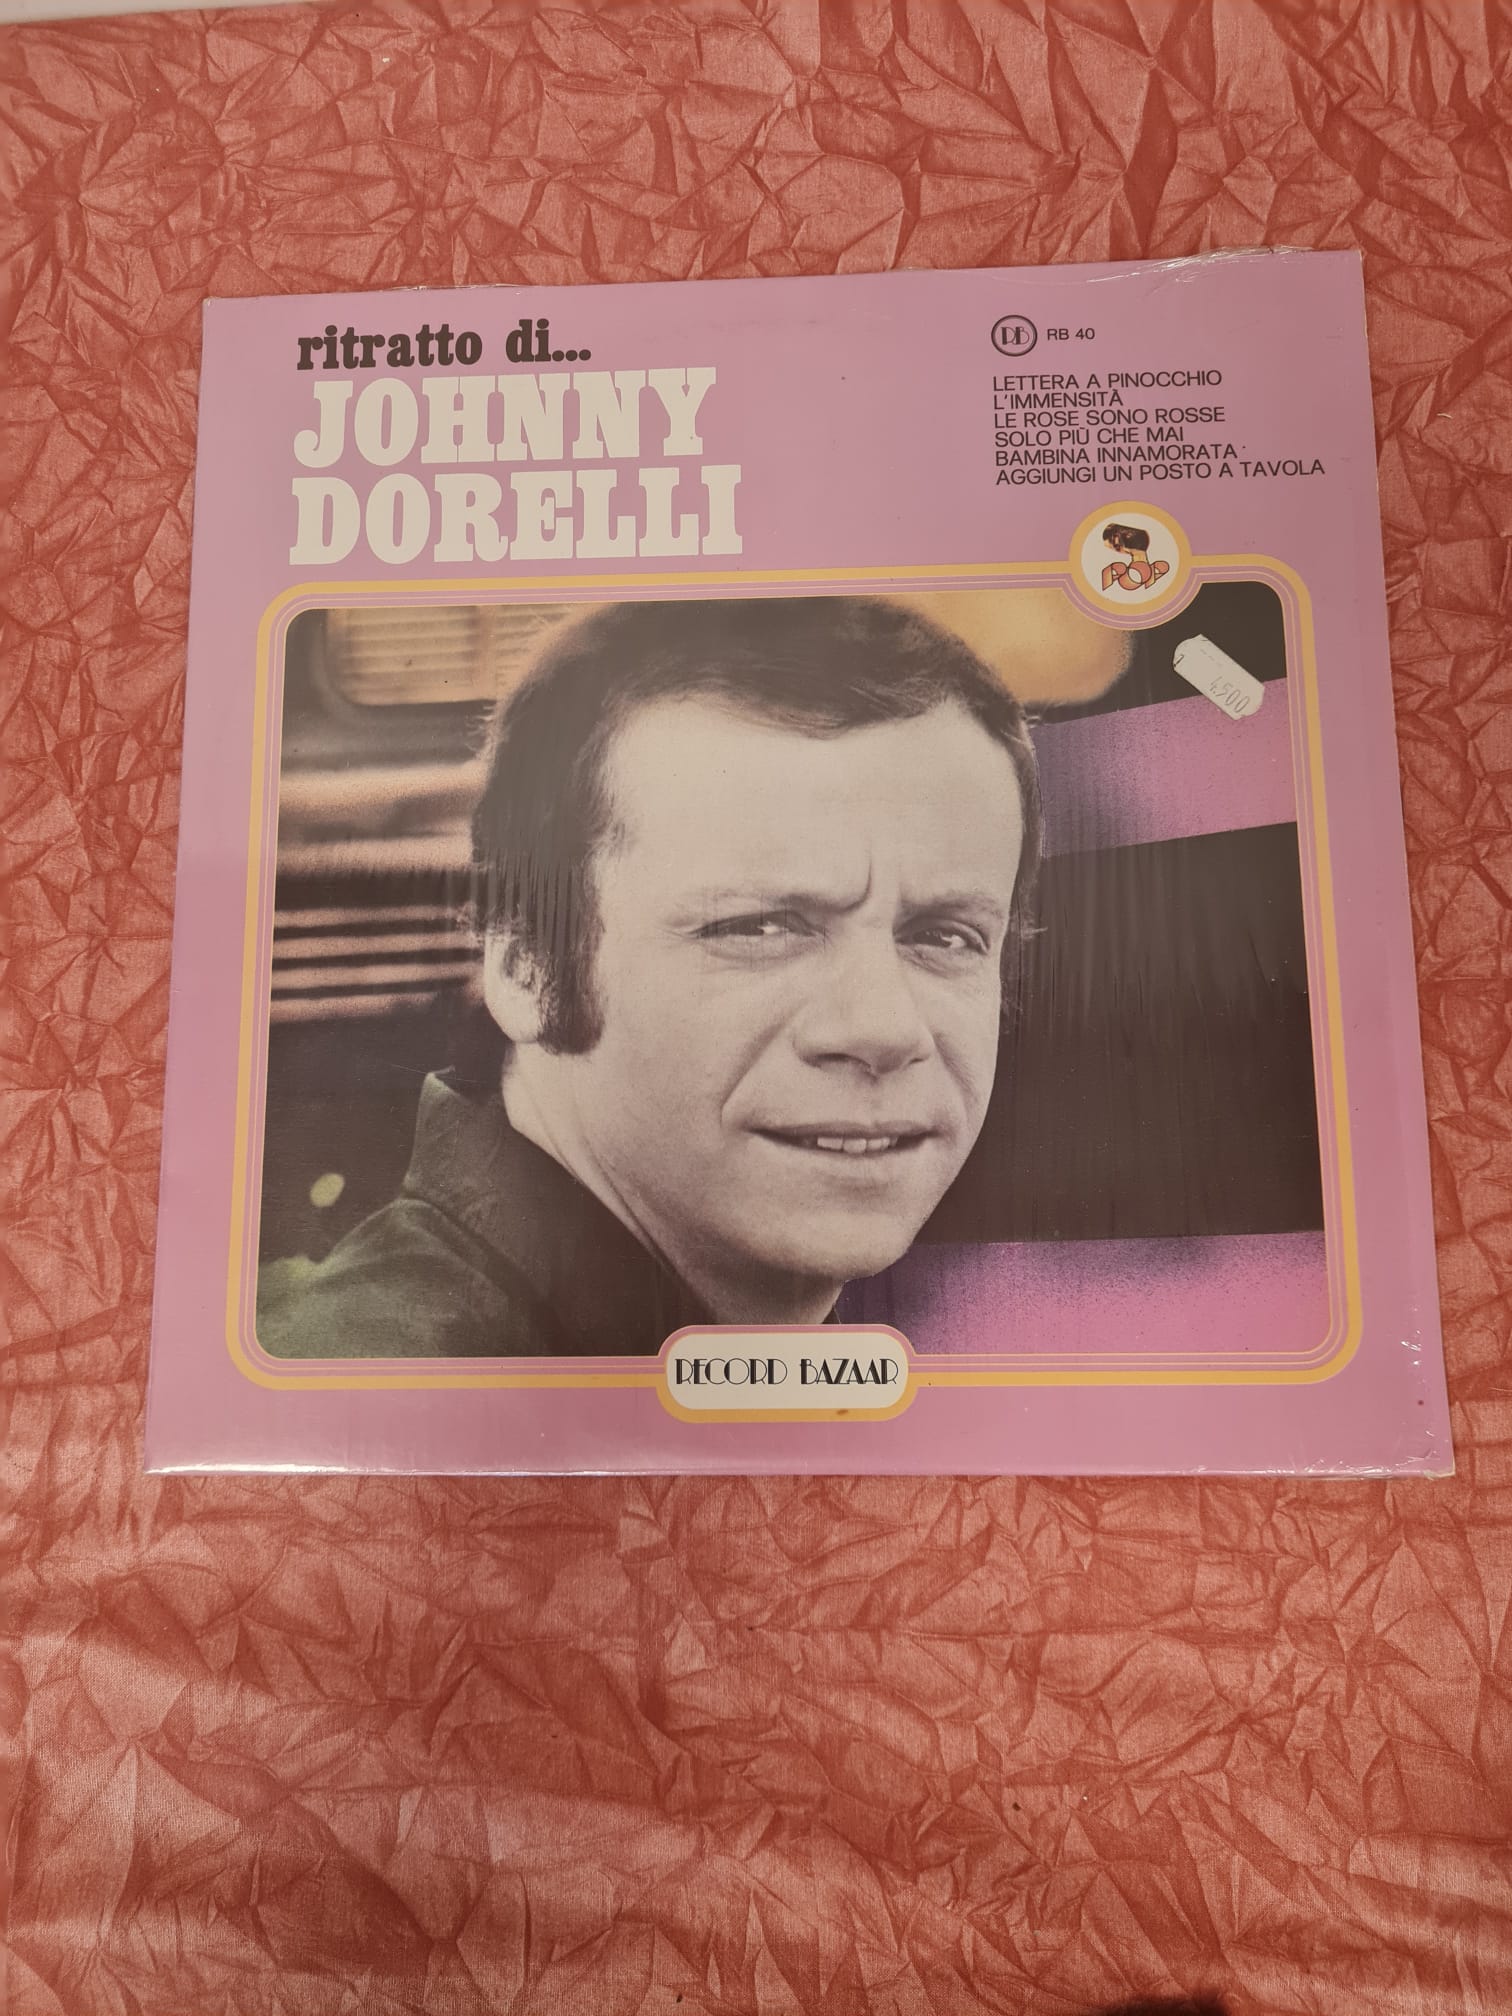 ritratto di...
JOHNNY
DORELLI
RB RB 40
LETTERA A PINOCCHIO
L'IMMENSITÀ
LE ROSE SONO ROSSE
SOLO PIÙ CHE MAI
BAMBINA INNAMORATA
AGGIUNGI UN POSTO A TAVOLA
POP
4.500
RECORD BAZAAR